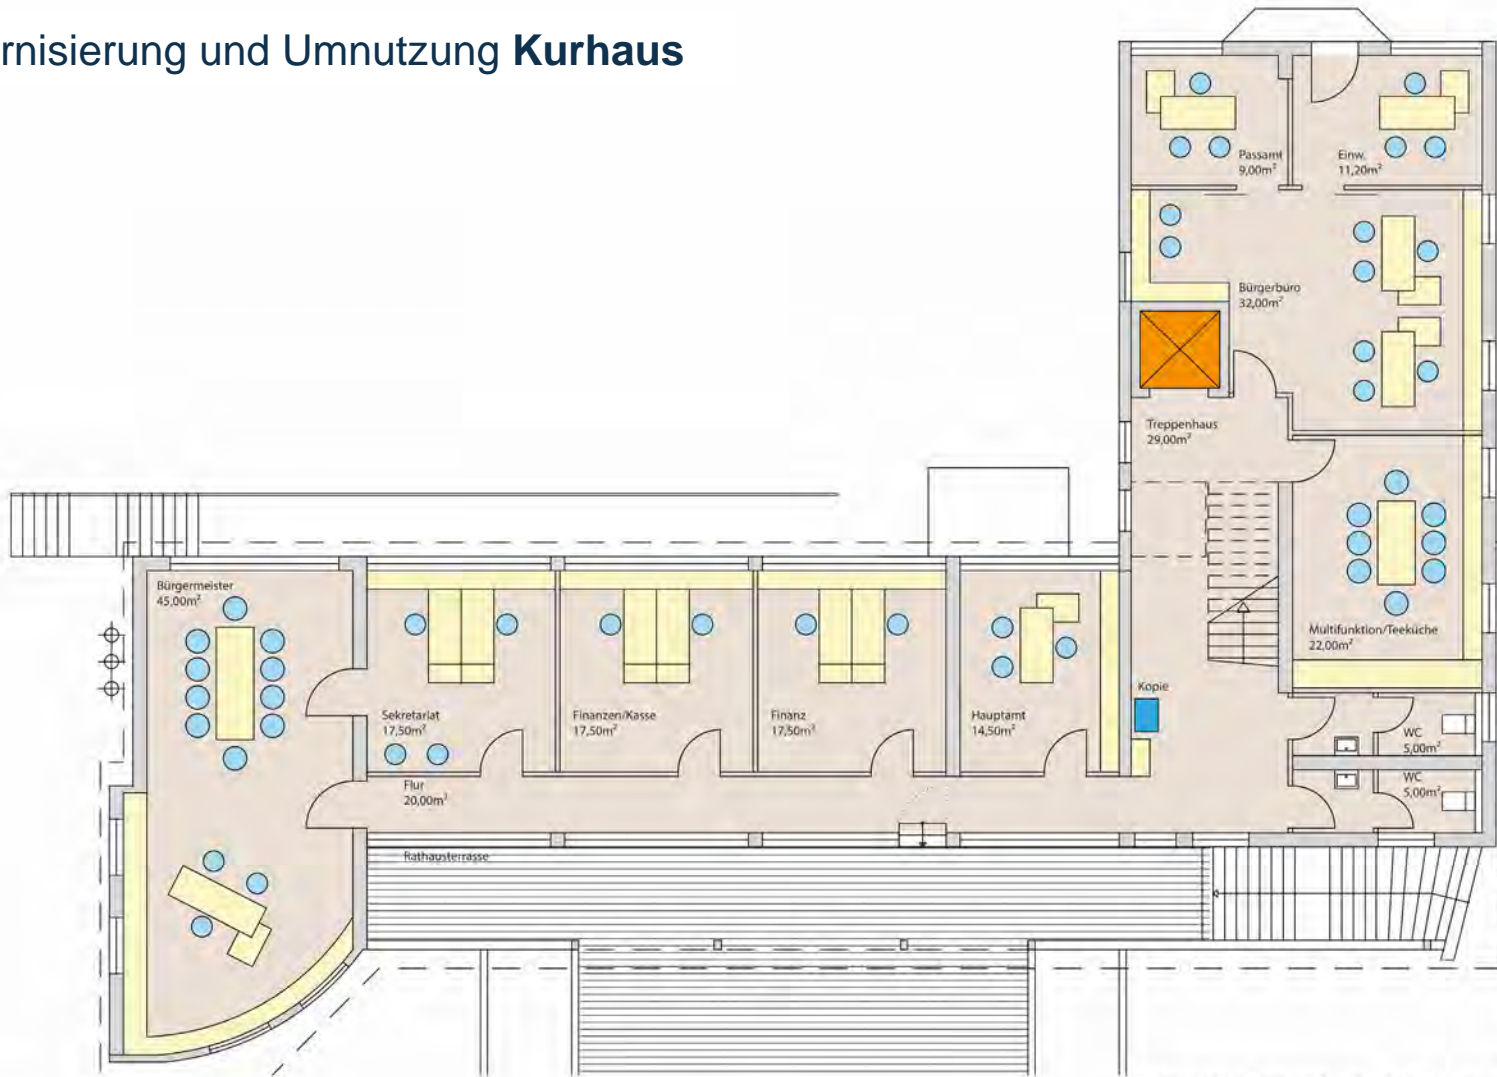 rnisierung und Umnutzung Kurhaus
Passamt
9,00m²
Einw.
11,20m²
Bürgerbüro
32,00m²
Treppenhaus
29,00m²
Bürgermeister
45,00m²
Multifunktion/Teeküche
22,00m²
Kopie
Sekretariat
17,50m²
Finanzen/Kasse
17,50m²
Finanz
17,50m²
Hauptamt
14,50m²
WC
5,00m²
WC
5,00m²
Flur
20,00m²
Rathausterrasse